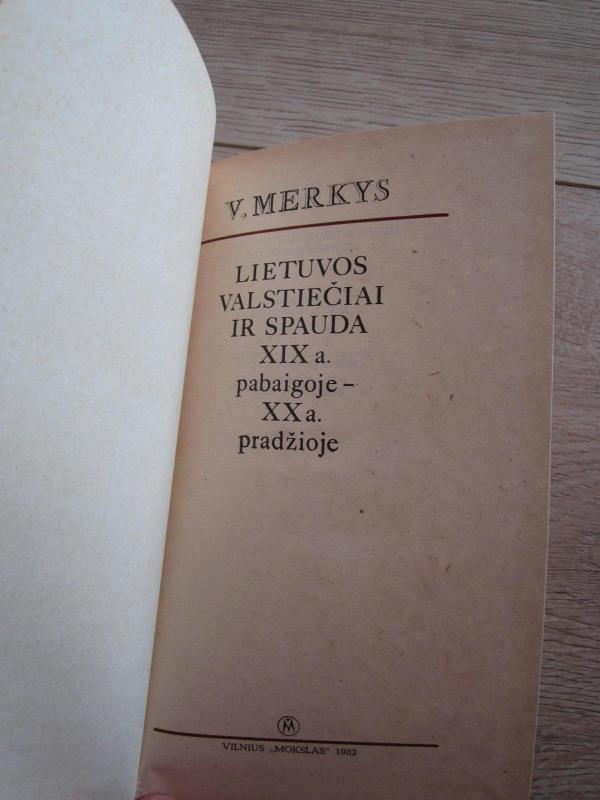 V. MERKYS
LIETUVOS
VALSTIEČIAI
IR SPAUDA
XIX a.
pabaigoje –
XX a.
pradžioje
VILNIUS „MOKSLAS“ 1982